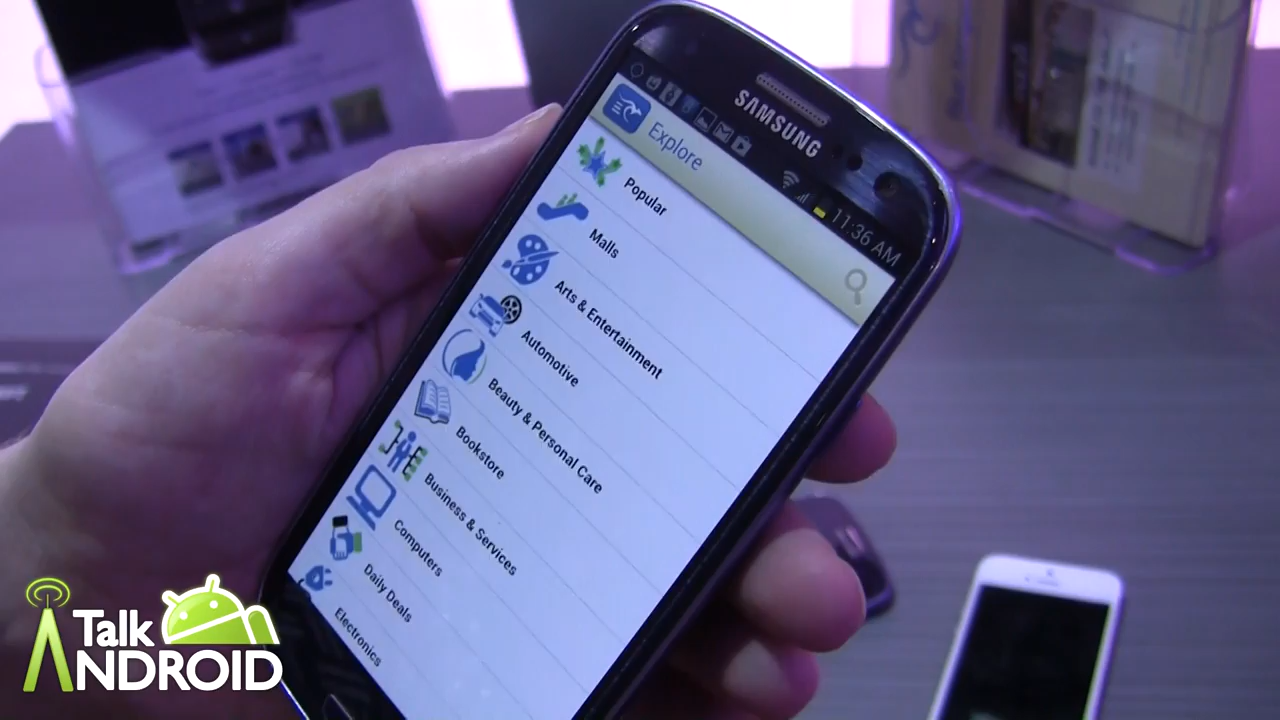 SAMSUNG
11:36 AM
Explore
Popular
Malls
Arts & Entertainment
Automotive
Beauty & Personal Care
Bookstore
Business & Services
Computers
Daily Deals
Electronics
Talk
ANDROID